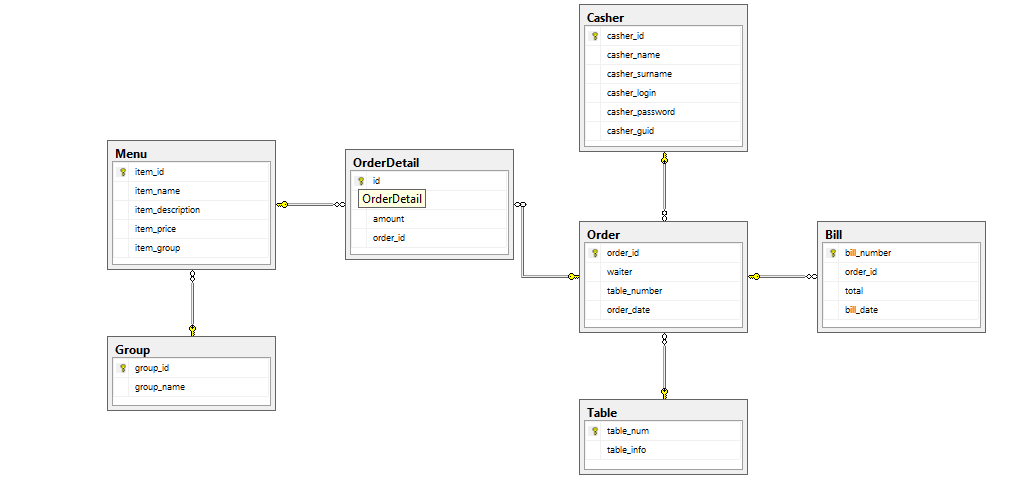 Casher
casher_id
casher_name
casher_surname
casher_login
casher_password
casher_guid
Menu
item_id
item_name
item_description
item_price
item_group
OrderDetail
id
OrderDetail
amount
order_id
Order
order_id
waiter
table_number
order_date
Bill
bill_number
order_id
total
bill_date
Group
group_id
group_name
Table
table_num
table_info